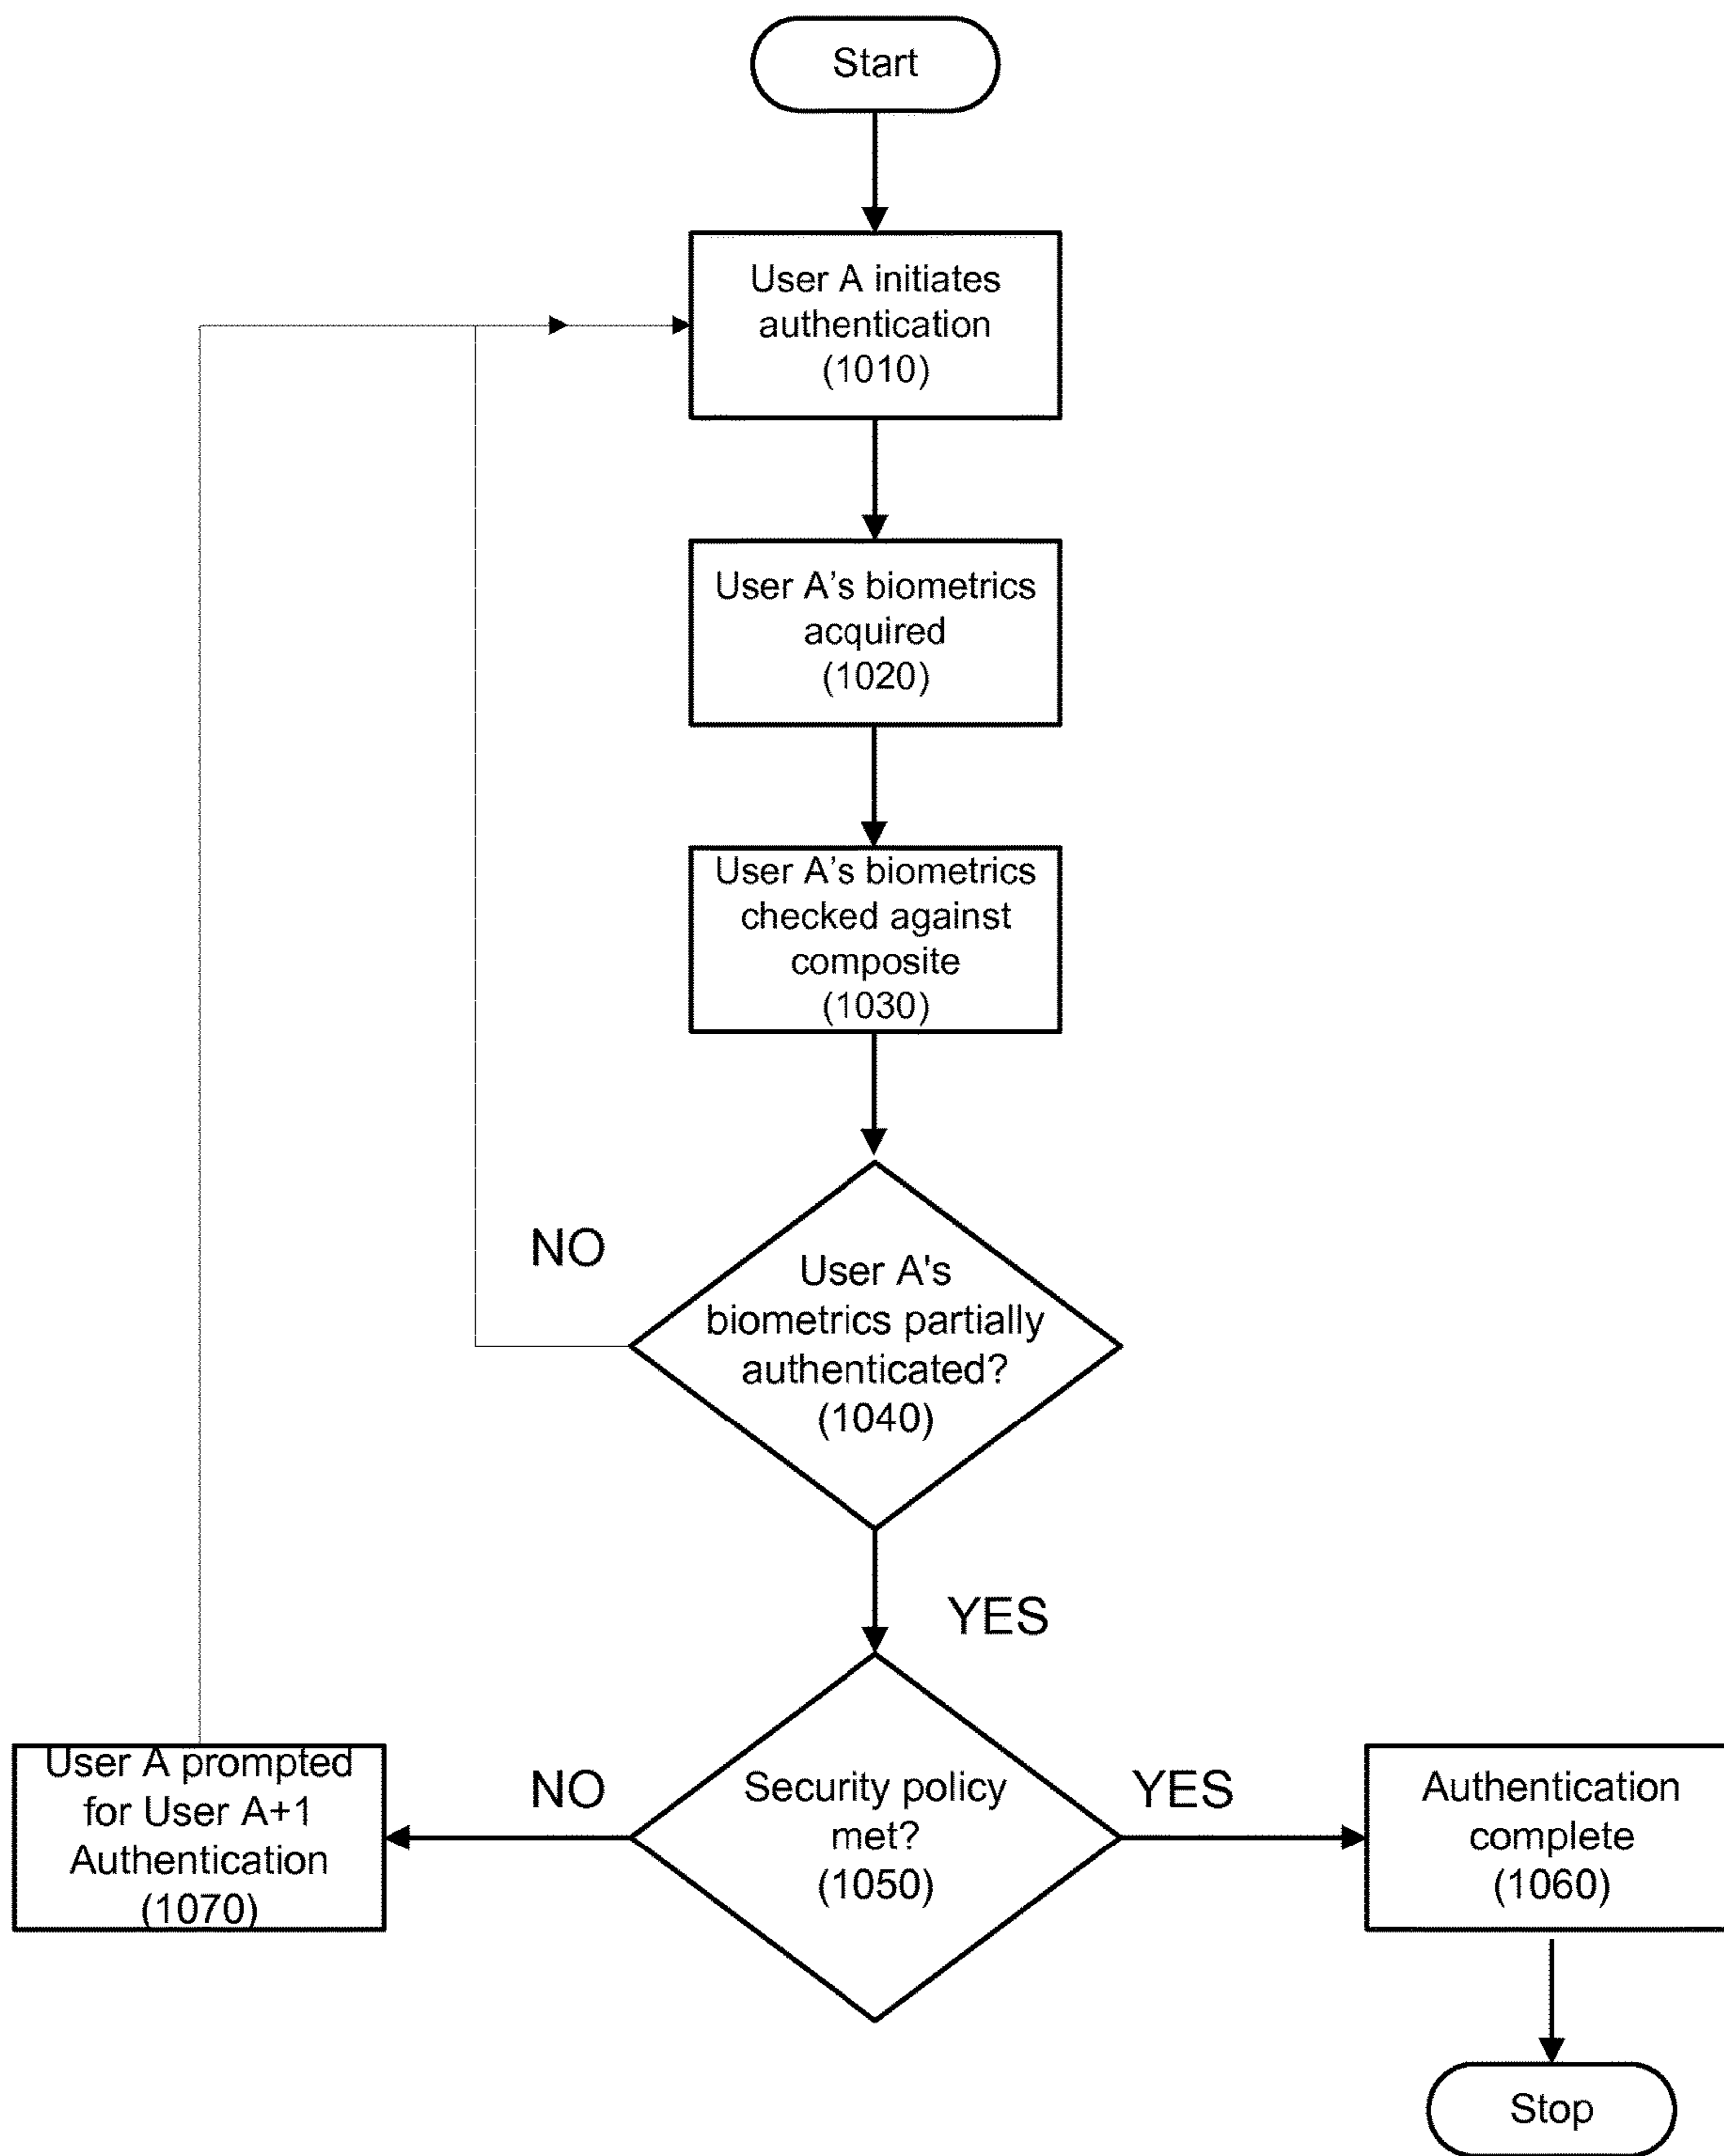 Start
User A initiates
authentication
(1010)
User A's biometrics
acquired
(1020)
User A's biometrics
checked against
composite
(1030)
NO
User A's
biometrics partially
authenticated?
(1040)
YES
User A prompted
for User A+1
Authentication
(1070)
NO
Security policy
met?
(1050)
YES
Authentication
complete
(1060)
Stop